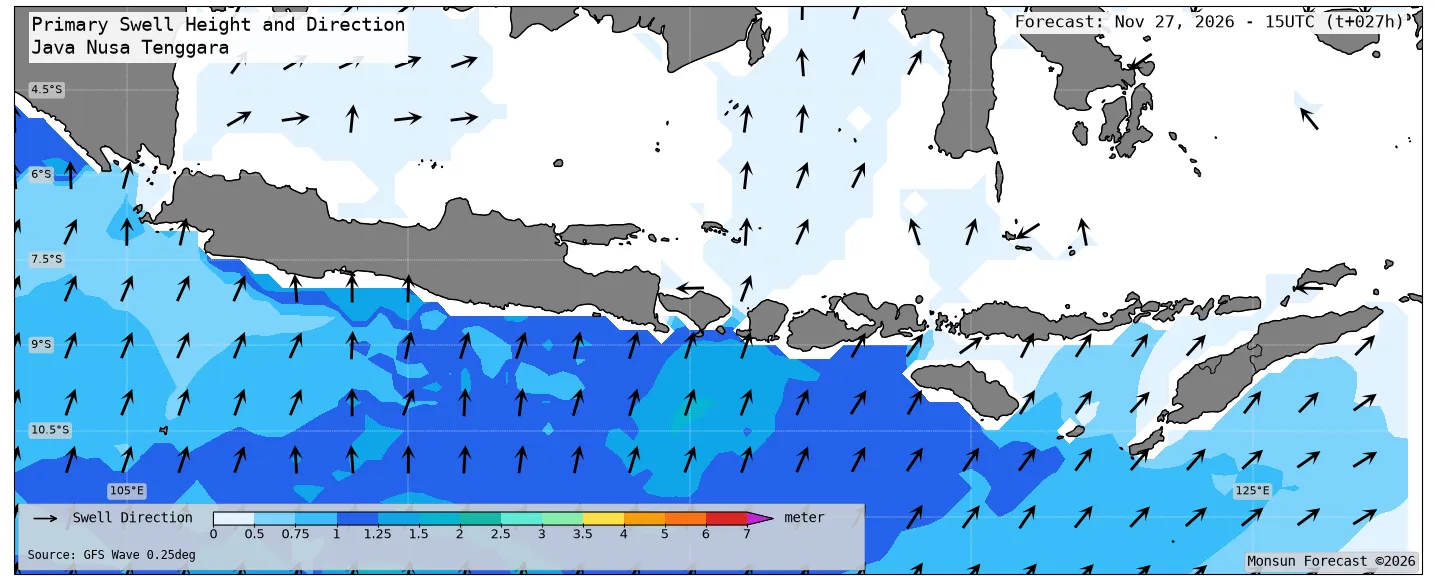 Primary Swell Height and Direction
Java Nusa Tenggara
Forecast: Nov 27, 2026 - 15UTC (t+027h)
4.5°S
6°S
7.5°S
9°S
10.5°S
105°E
125°E
Swell Direction
0 0.5 0.75 1 1.25 1.5 2 2.5 3 3.5 4 5 6 7
meter
Source: GFS Wave 0.25deg
Monsun Forecast ©2026